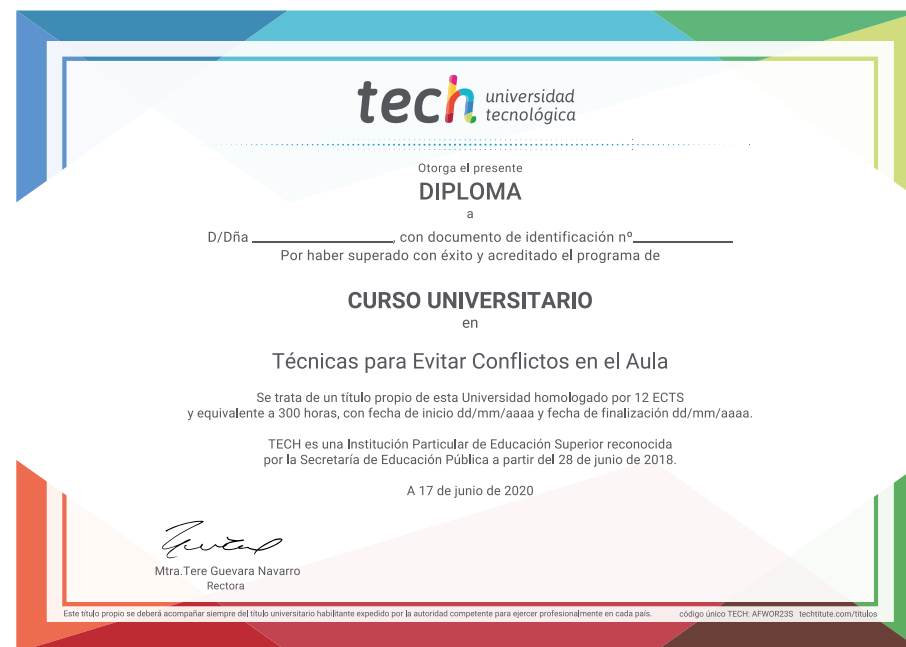 tech universidad
tecnológica
Otorga el presente
DIPLOMA
a
D/Dña ____________________, con documento de identificación nº______________
Por haber superado con éxito y acreditado el programa de
CURSO UNIVERSITARIO
en
Técnicas para Evitar Conflictos en el Aula
Se trata de un título propio de esta Universidad homologado por 12 ECTS
y equivalente a 300 horas, con fecha de inicio dd/mm/aaaa y fecha de finalización dd/mm/aaaa.
TECH es una Institución Particular de Educación Superior reconocida
por la Secretaría de Educación Pública a partir del 28 de junio de 2018.
A 17 de junio de 2020
Mtra.Tere Guevara Navarro
Rectora
Este título propio se deberá acompañar siempre del título universitario habilitante expedido por la autoridad competente para ejercer profesionalmente en cada país. código único TECH: AFWOR23S techtitute.com/titulos